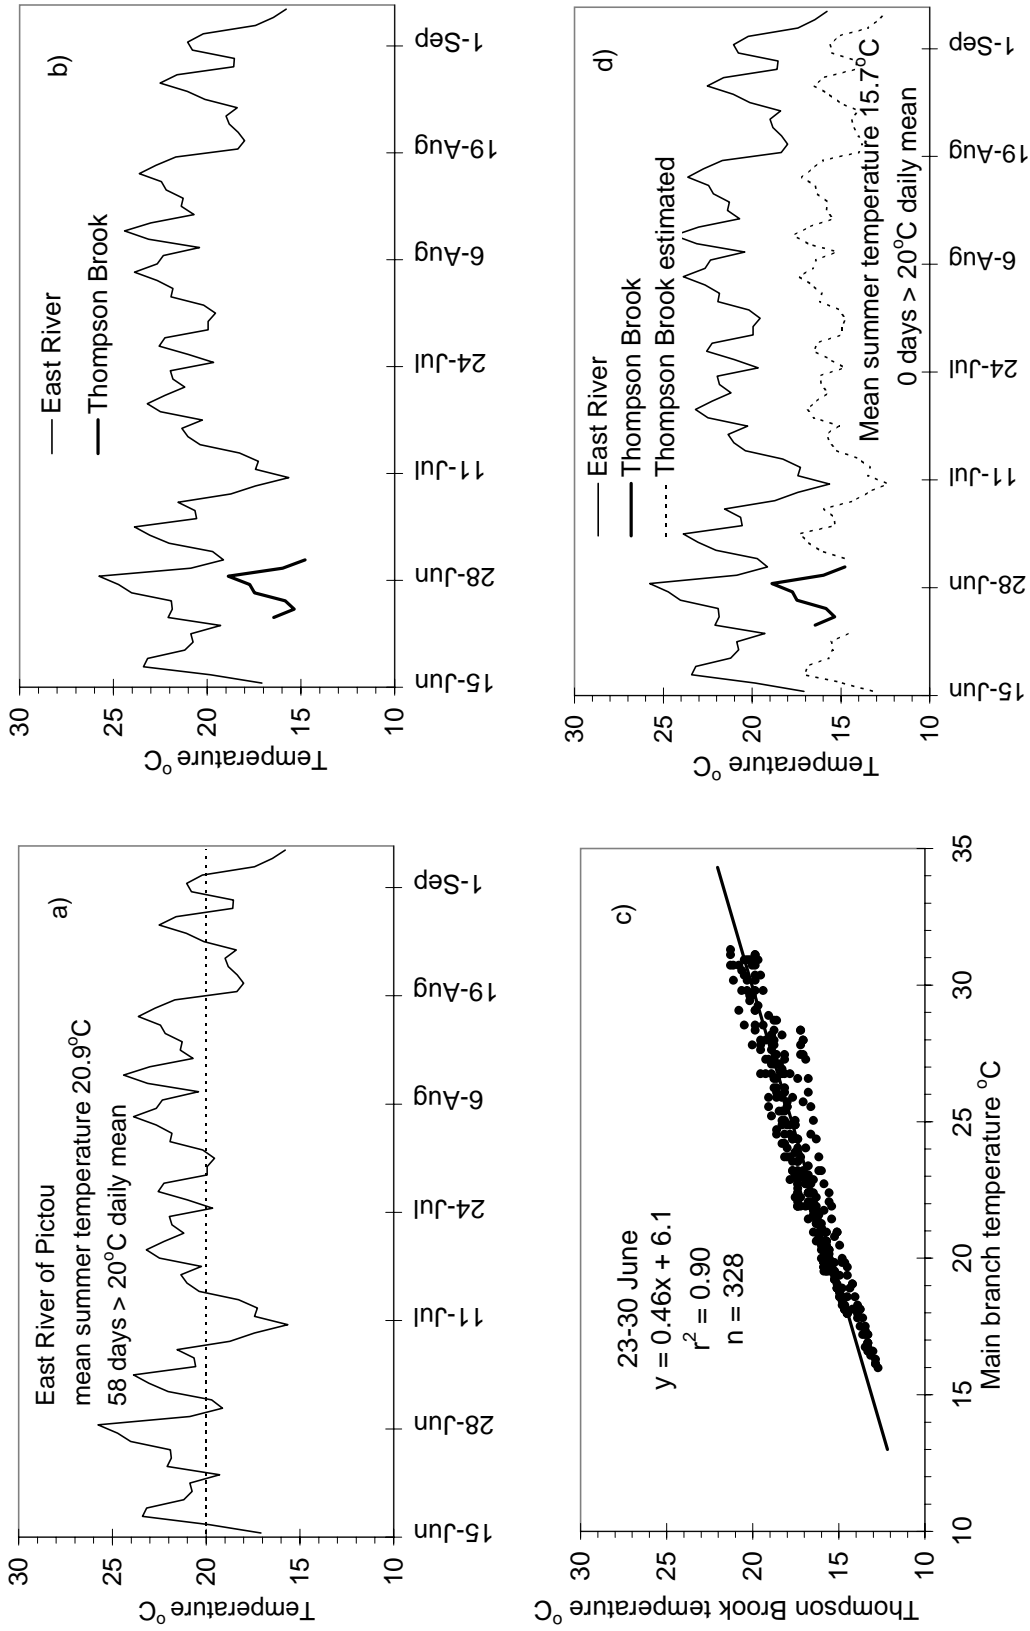 a)
East River of Pictou
mean summer temperature 20.9°C
58 days > 20°C daily mean
30
25
20
15
10
Temperature °C
15-Jun
28-Jun
11-Jul
24-Jul
6-Aug
19-Aug
1-Sep
b)
East River
Thompson Brook
30
25
20
15
10
Temperature °C
15-Jun
28-Jun
11-Jul
24-Jul
6-Aug
19-Aug
1-Sep
c)
23-30 June
y = 0.46x + 6.1
r² = 0.90
n = 328
30
25
20
15
10
Thompson Brook temperature °C
10
15
20
25
30
35
Main branch temperature °C
d)
East River
Thompson Brook
Thompson Brook estimated
Mean summer temperature 15.7°C
0 days > 20°C daily mean
30
25
20
15
10
Temperature °C
15-Jun
28-Jun
11-Jul
24-Jul
6-Aug
19-Aug
1-Sep